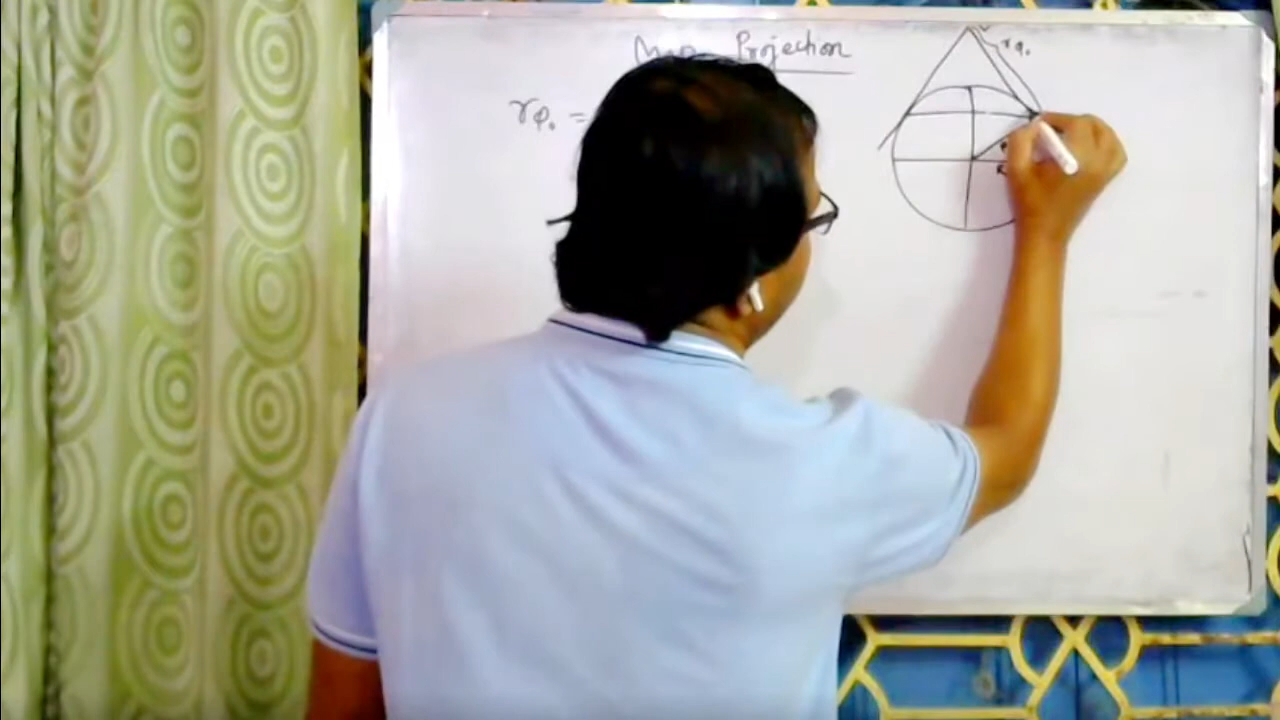 Map Projection
rφ₀ =
rφ₀
R